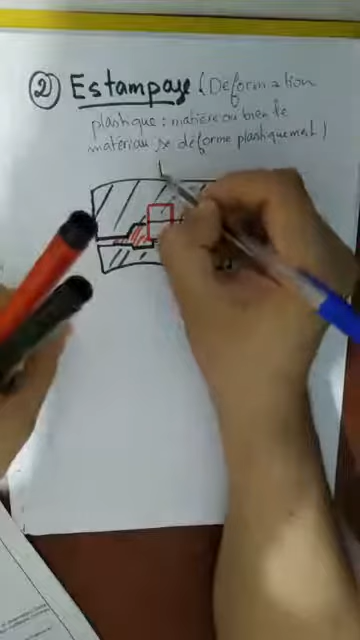 ② Estampage (Déformation
plastique : matière ou bien le
matériau se déforme plastiquement)